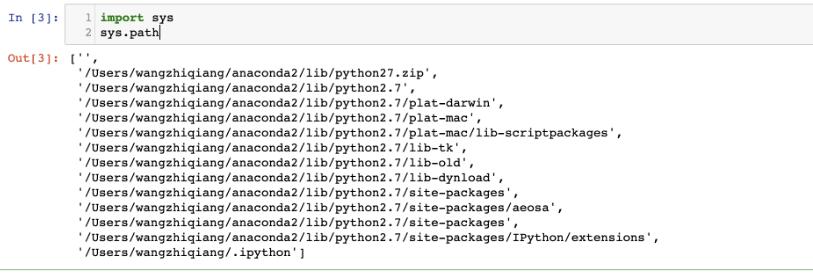 In [3]: 1 import sys
2 sys.path
Out[3]: ['',
'/Users/wangzhiqiang/anaconda2/lib/python27.zip',
'/Users/wangzhiqiang/anaconda2/lib/python2.7',
'/Users/wangzhiqiang/anaconda2/lib/python2.7/plat-darwin',
'/Users/wangzhiqiang/anaconda2/lib/python2.7/plat-mac',
'/Users/wangzhiqiang/anaconda2/lib/python2.7/plat-mac/lib-scriptpackages',
'/Users/wangzhiqiang/anaconda2/lib/python2.7/lib-tk',
'/Users/wangzhiqiang/anaconda2/lib/python2.7/lib-old',
'/Users/wangzhiqiang/anaconda2/lib/python2.7/lib-dynload',
'/Users/wangzhiqiang/anaconda2/lib/python2.7/site-packages',
'/Users/wangzhiqiang/anaconda2/lib/python2.7/site-packages/aeosa',
'/Users/wangzhiqiang/anaconda2/lib/python2.7/site-packages',
'/Users/wangzhiqiang/anaconda2/lib/python2.7/site-packages/IPython/extensions',
'/Users/wangzhiqiang/.ipython']